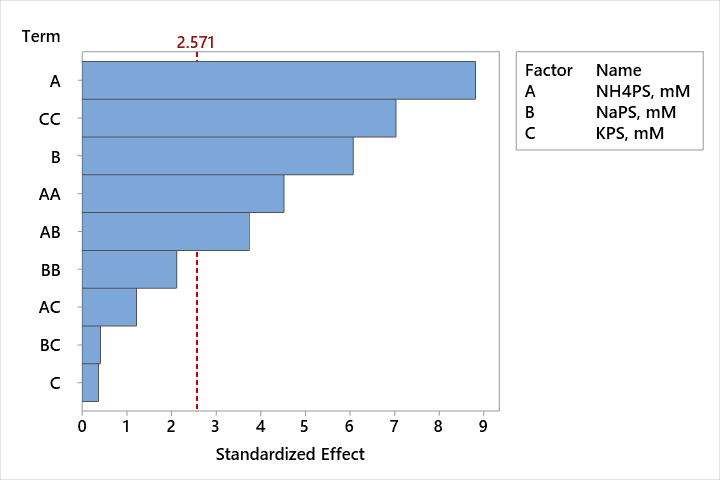 Term
2.571
A
CC
B
AA
AB
BB
AC
BC
C
0 1 2 3 4 5 6 7 8 9
Standardized Effect
Factor Name
A NH4PS, mM
B NaPS, mM
C KPS, mM